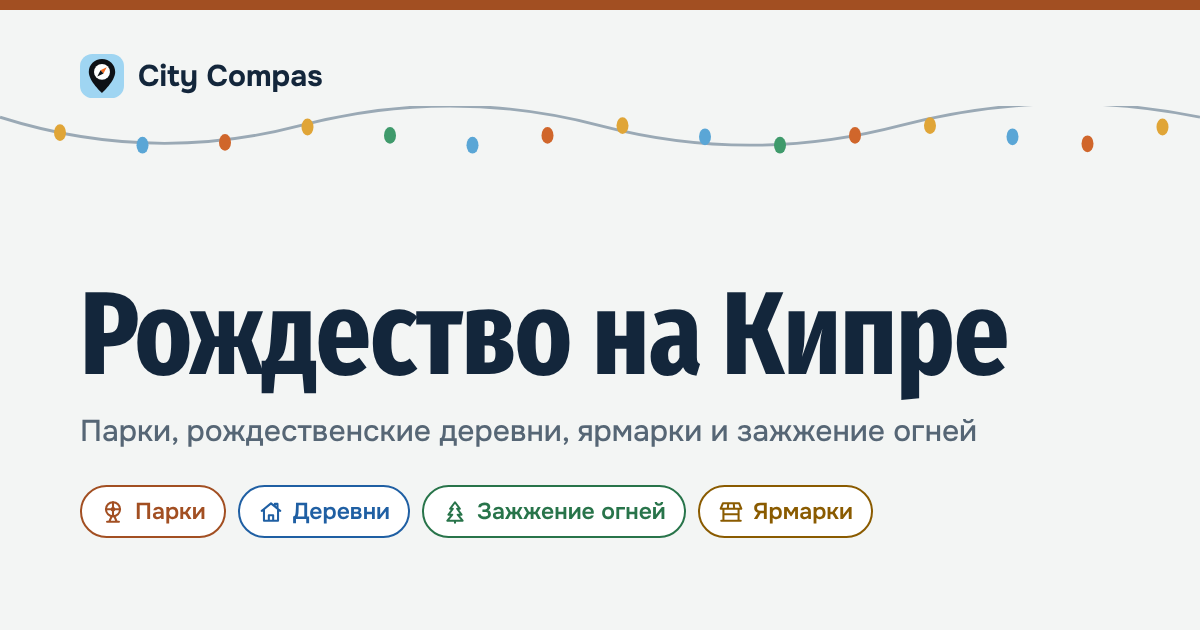 City Compas
Рождество на Кипре
Парки, рождественские деревни, ярмарки и зажжение огней
Парки
Деревни
Зажжение огней
Ярмарки